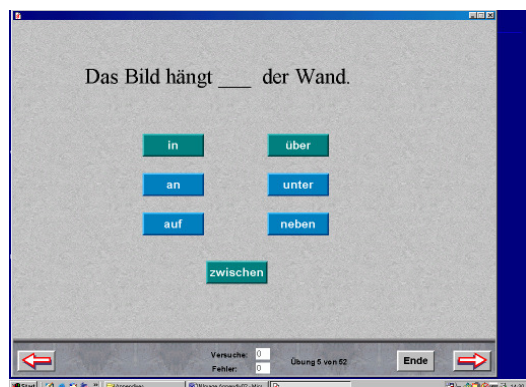 Das Bild hängt ___ der Wand.
in über
an unter
auf neben
zwischen
Versuche: 0
Fehler: 0
Übung 5 von 52
Ende
Start